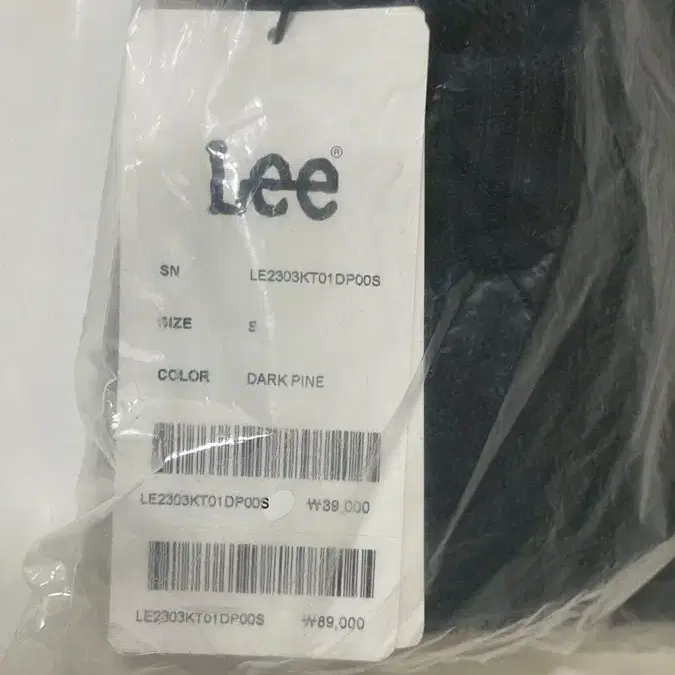 Lee®
SN LE2303KT01DP00S
SIZE S
COLOR DARK PINE
LE2303KT01DP00S ₩89,000
LE2303KT01DP00S ₩89,000